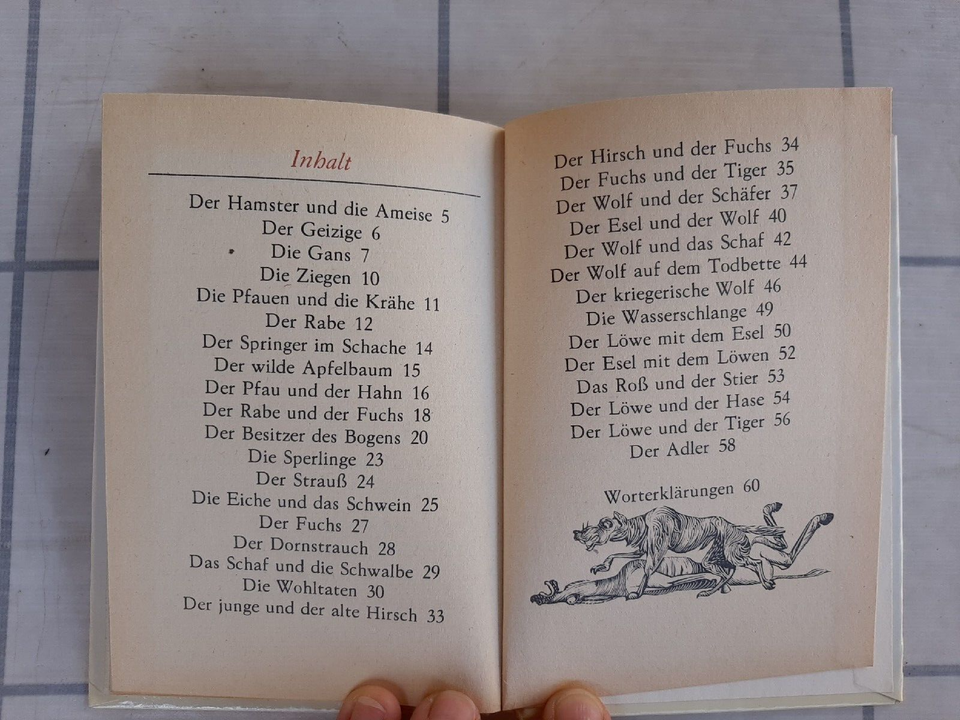 Inhalt
Der Hamster und die Ameise 5
Der Geizige 6
Die Gans 7
Die Ziegen 10
Die Pfauen und die Krähe 11
Der Rabe 12
Der Springer im Schache 14
Der wilde Apfelbaum 15
Der Pfau und der Hahn 16
Der Rabe und der Fuchs 18
Der Besitzer des Bogens 20
Die Sperlinge 23
Der Strauß 24
Die Eiche und das Schwein 25
Der Fuchs 27
Der Dornstrauch 28
Das Schaf und die Schwalbe 29
Die Wohltaten 30
Der junge und der alte Hirsch 33
Der Hirsch und der Fuchs 34
Der Fuchs und der Tiger 35
Der Wolf und der Schäfer 37
Der Esel und der Wolf 40
Der Wolf und das Schaf 42
Der Wolf auf dem Todbette 44
Der kriegerische Wolf 46
Die Wasserschlange 49
Der Löwe mit dem Esel 50
Der Esel mit dem Löwen 52
Das Roß und der Stier 53
Der Löwe und der Hase 54
Der Löwe und der Tiger 56
Der Adler 58
Worterklärungen 60